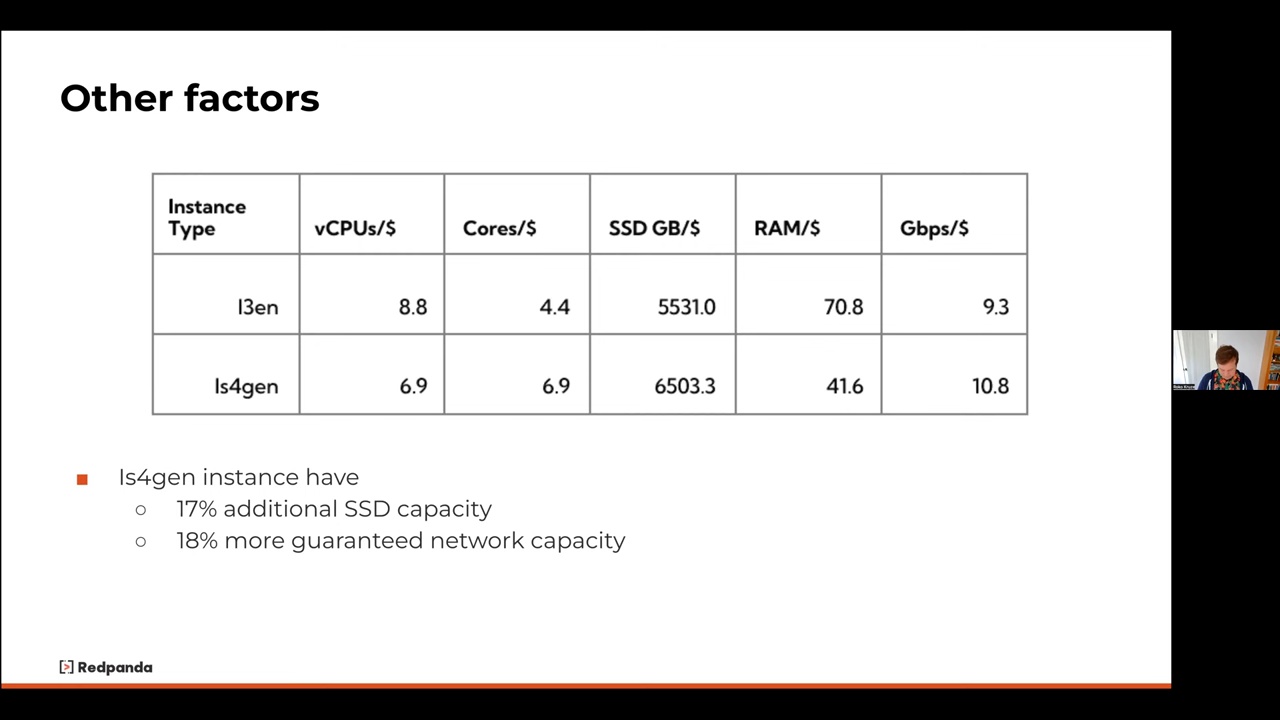 Other factors
Instance Type vCPUs/$ Cores/$ SSD GB/$ RAM/$ Gbps/$
I3en 8.8 4.4 5531.0 70.8 9.3
Is4gen 6.9 6.9 6503.3 41.6 10.8
Is4gen instance have
17% additional SSD capacity
18% more guaranteed network capacity
Redpanda